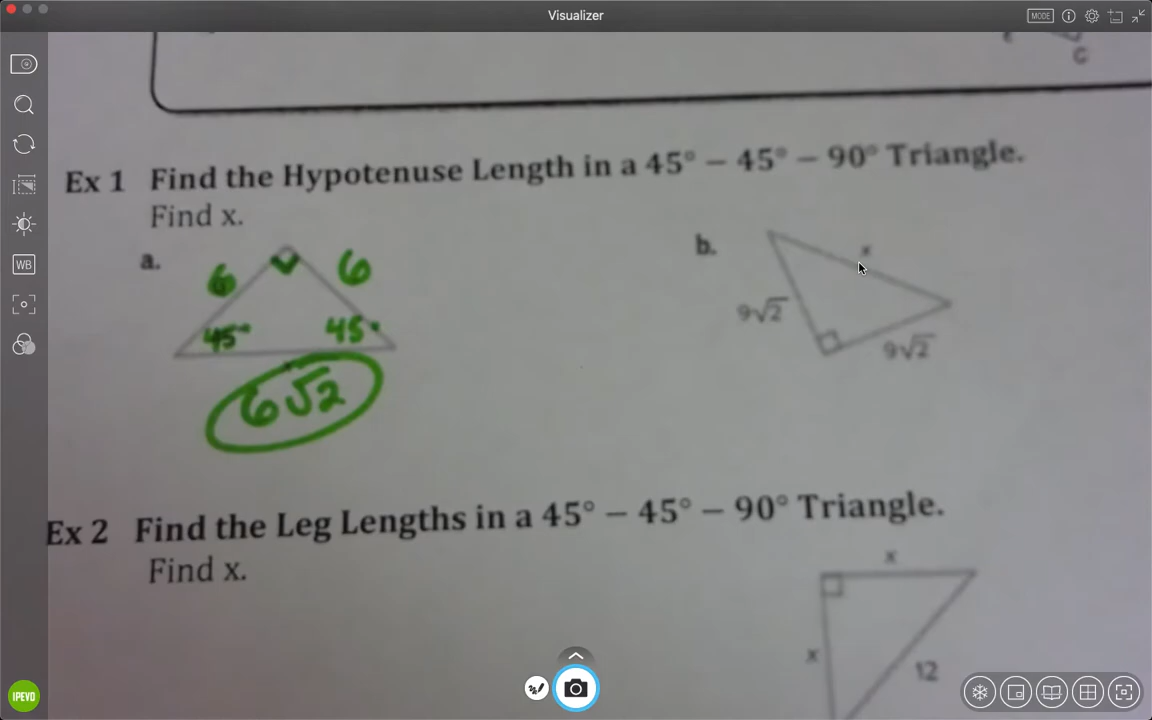 Visualizer
MODE
C
Ex 1 Find the Hypotenuse Length in a 45° – 45° – 90° Triangle.
Find x.
a.
6
6
45°
45°
6√2
b.
x
9√2
9√2
WB
Ex 2 Find the Leg Lengths in a 45° – 45° – 90° Triangle.
Find x.
x
x
12
IPEVO